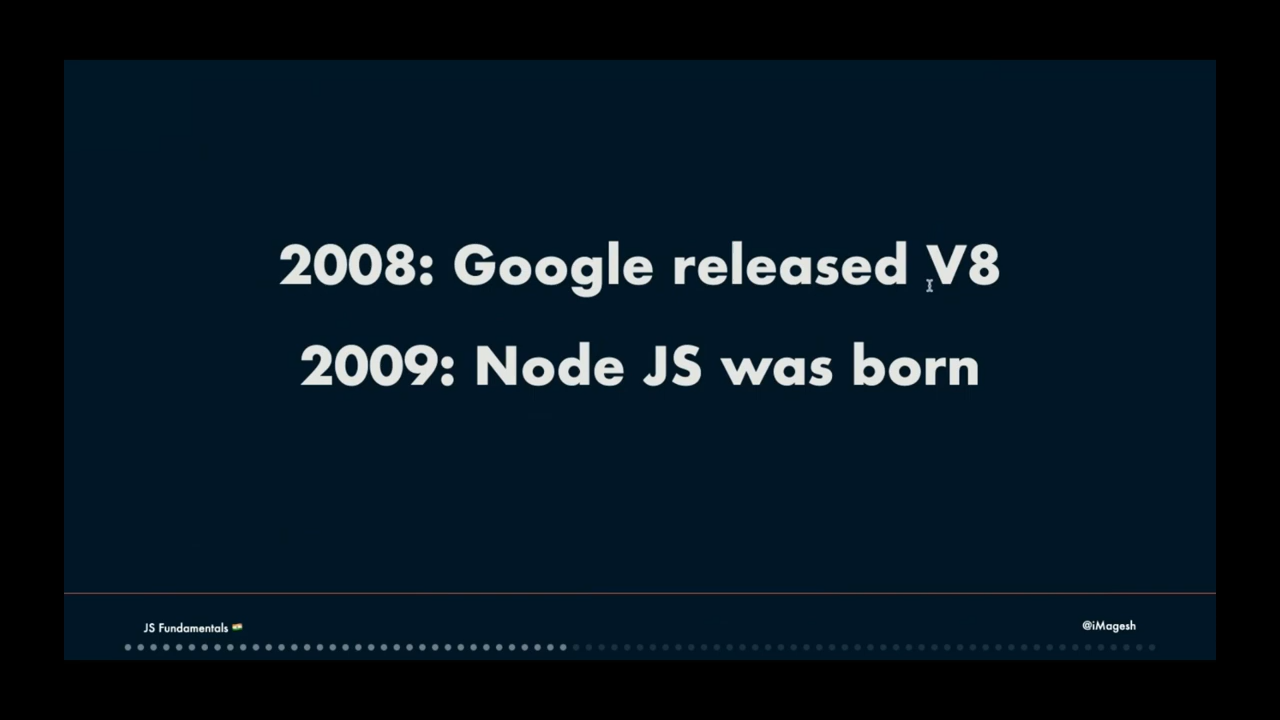 2008: Google released V8
2009: Node JS was born
JS Fundamentals 🇮🇳
@iMagesh